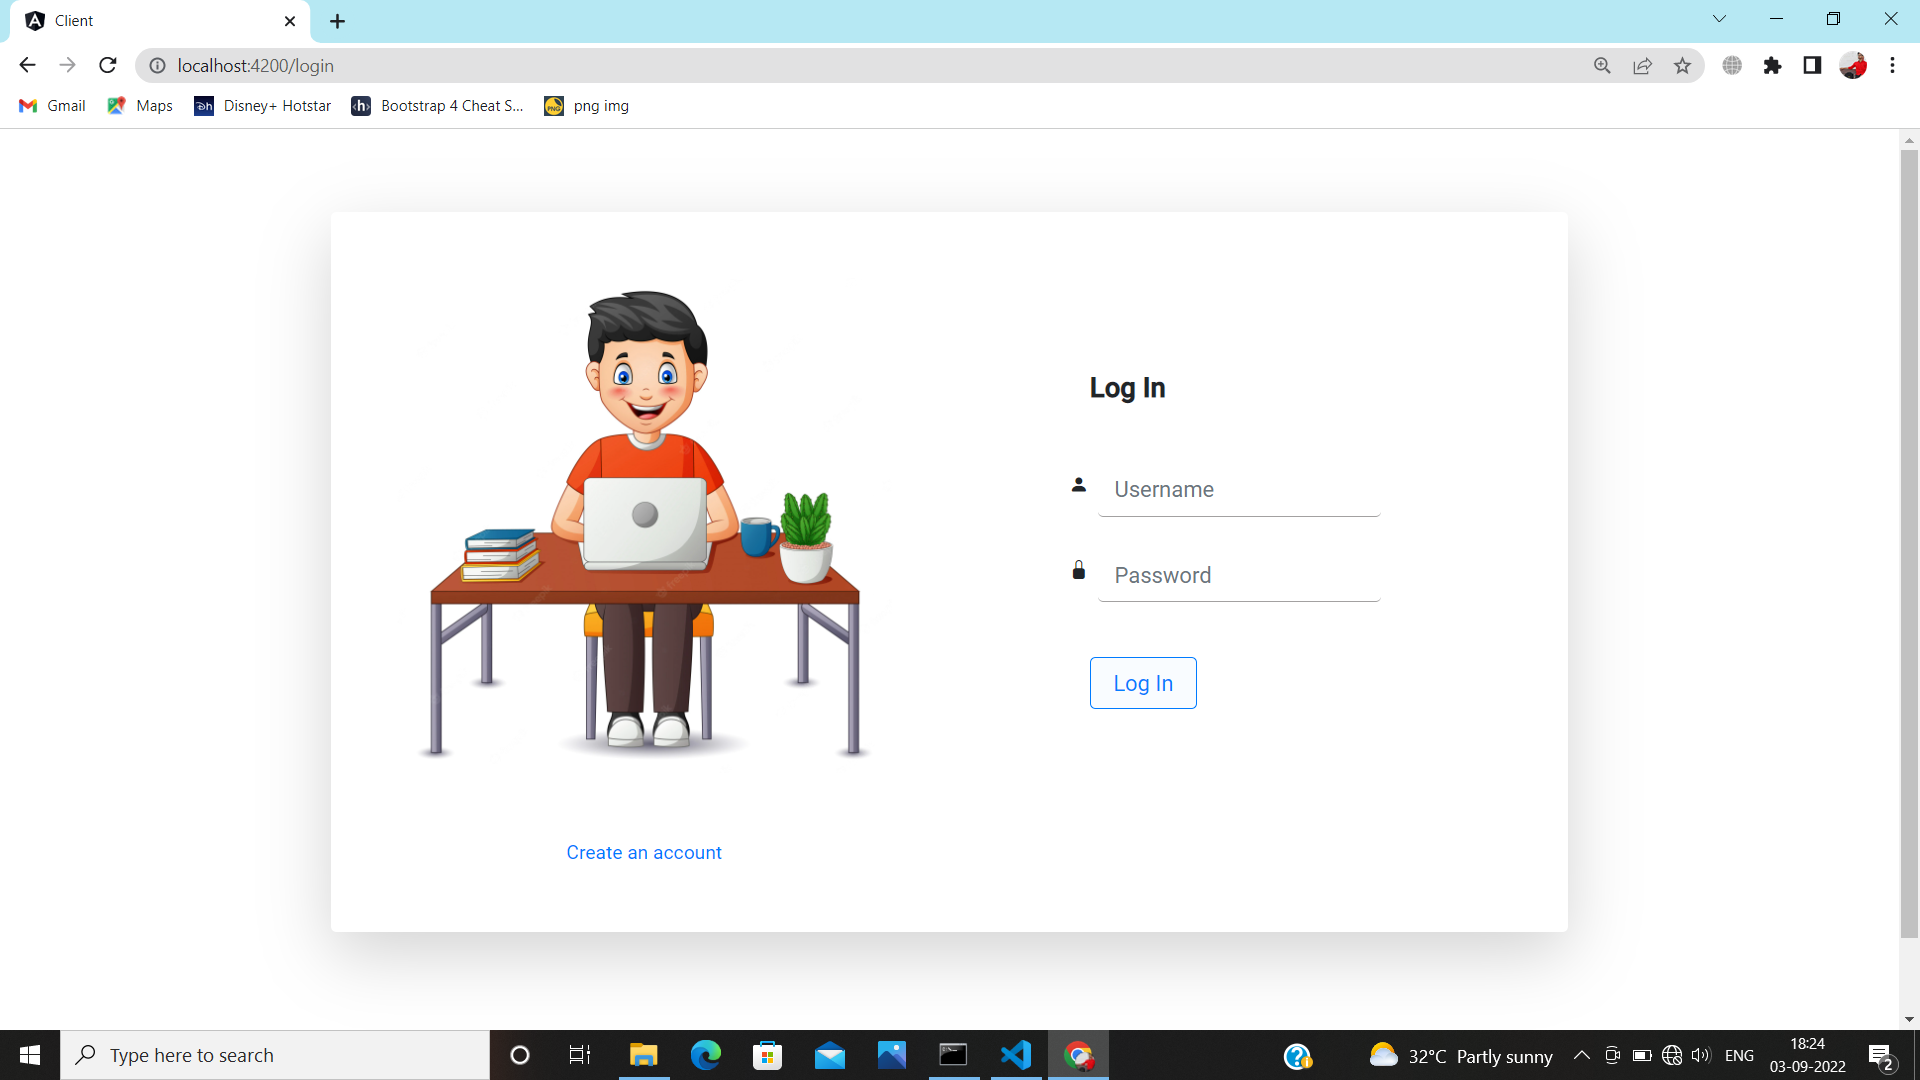 Client
localhost:4200/login
Gmail
Maps
Disney+ Hotstar
Bootstrap 4 Cheat S...
png img
Log In
Username
Password
Log In
Create an account
Type here to search
32°C Partly sunny
ENG
18:24
03-09-2022
2